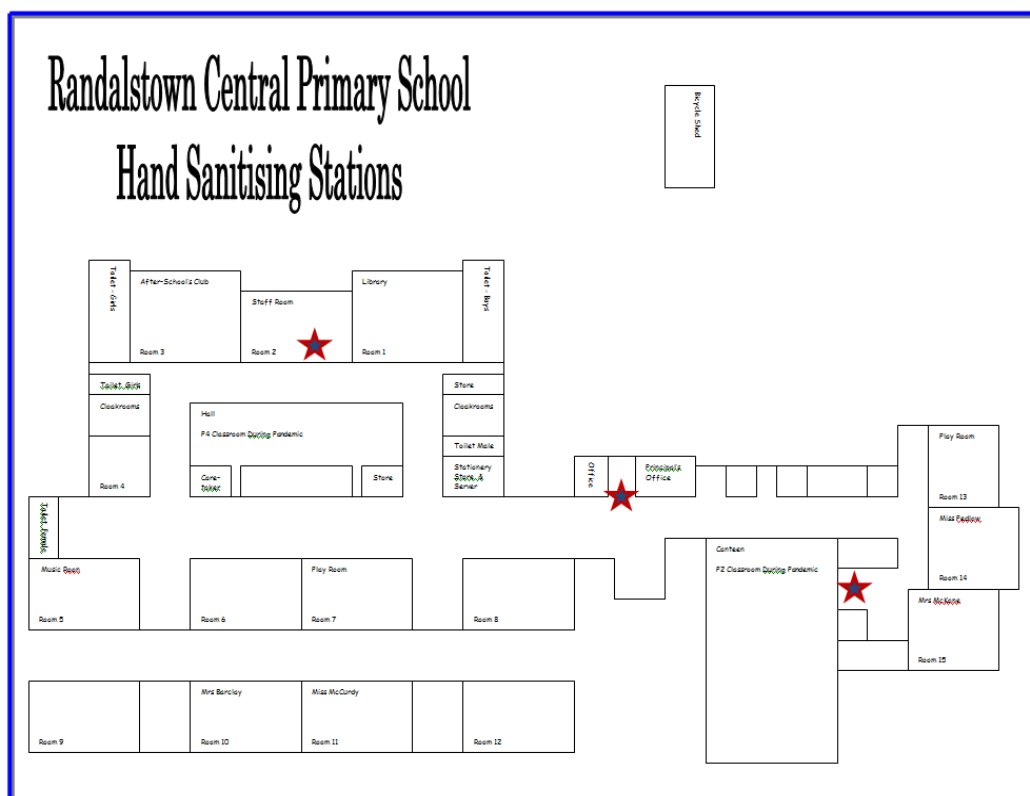 Randalstown Central Primary School
Hand Sanitising Stations
Bicycle Shed
Toilet - Girls
After-Schools Club
Room 3
Staff Room
Room 2
Library
Room 1
Toilet - Boys
Toilet Girls
Cloakrooms
Room 4
Hall
P4 Classroom During Pandemic
Care-
taker
Store
Store
Cloakrooms
Toilet Male
Stationery
Store &
Server
Office
Principal's
Office
Play Room
Room 13
Miss Pedlow
Room 14
Mrs McKane
Room 15
Canteen
P2 Classroom During Pandemic
Toilet Female
Music Room
Room 5
Room 6
Play Room
Room 7
Room 8
Room 9
Mrs Barclay
Room 10
Miss McCurdy
Room 11
Room 12